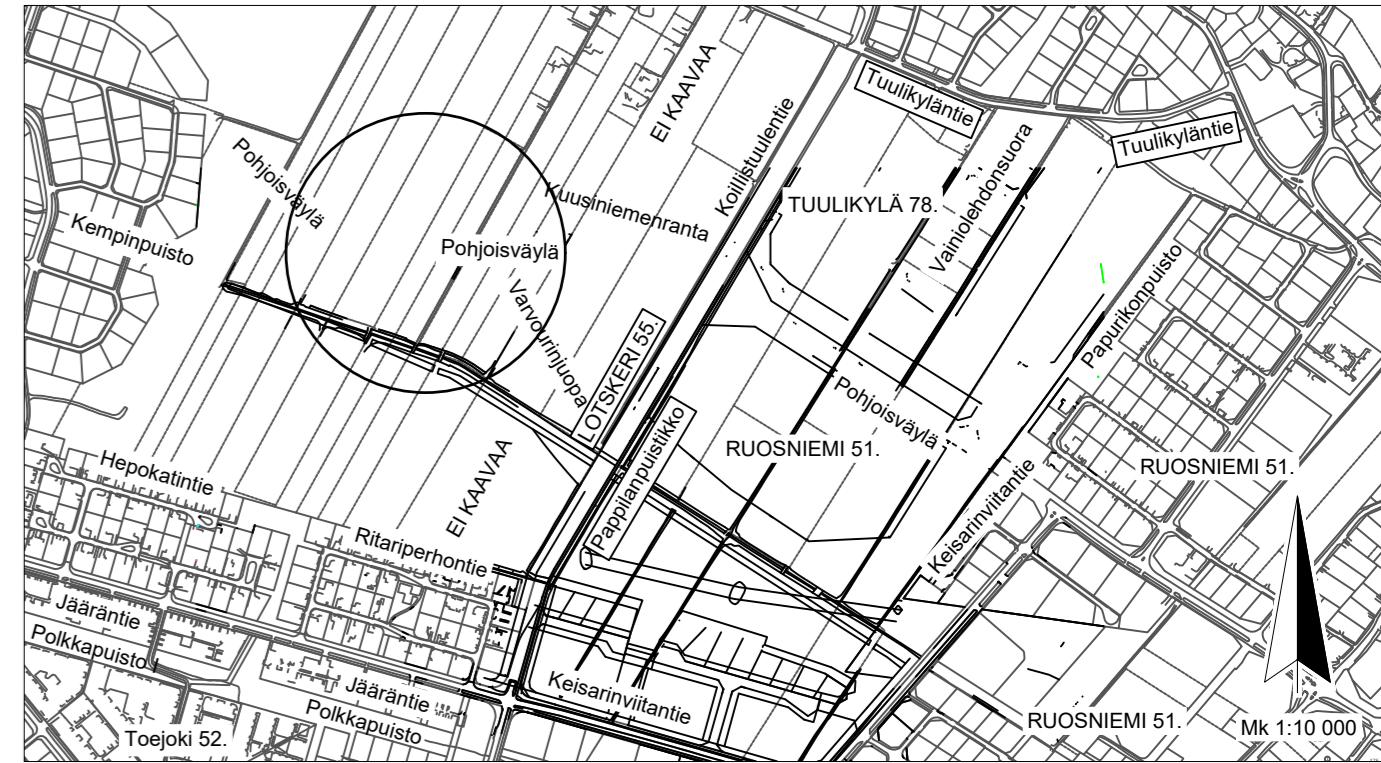 EI KAAVAA
Koillistuulentie
Tuulikyläntie
Tuulikyläntie
Pohjoisväylä
Kuusiniemenranta
TUULIKYLÄ 78.
Vainiolehdonsuora
Kempinpuisto
Pohjoisväylä
Papurikonpuisto
Varvourinjuopa
LOTSKERI 55.
Pohjoisväylä
RUOSNIEMI 51.
RUOSNIEMI 51.
Hepokatintie
EI KAAVAA
Pappilanpuistikko
Keisarinviitantie
Ritariperhontie
Jääräntie
Polkkapuisto
Jääräntie
Keisarinviitantie
Polkkapuisto
Toejoki 52.
RUOSNIEMI 51.
Mk 1:10 000